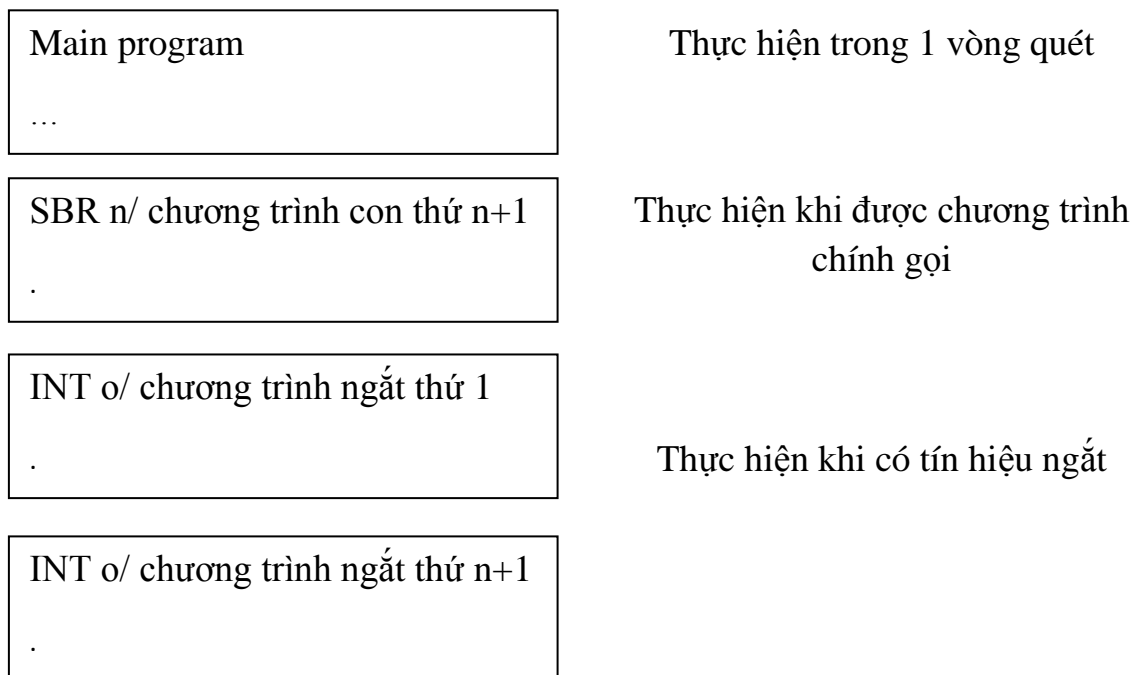 Main program
Thực hiện trong 1 vòng quét
…
SBR n/ chương trình con thứ n+1
Thực hiện khi được chương trình
chính gọi
.
INT o/ chương trình ngắt thứ 1
.
Thực hiện khi có tín hiệu ngắt
INT o/ chương trình ngắt thứ n+1
.